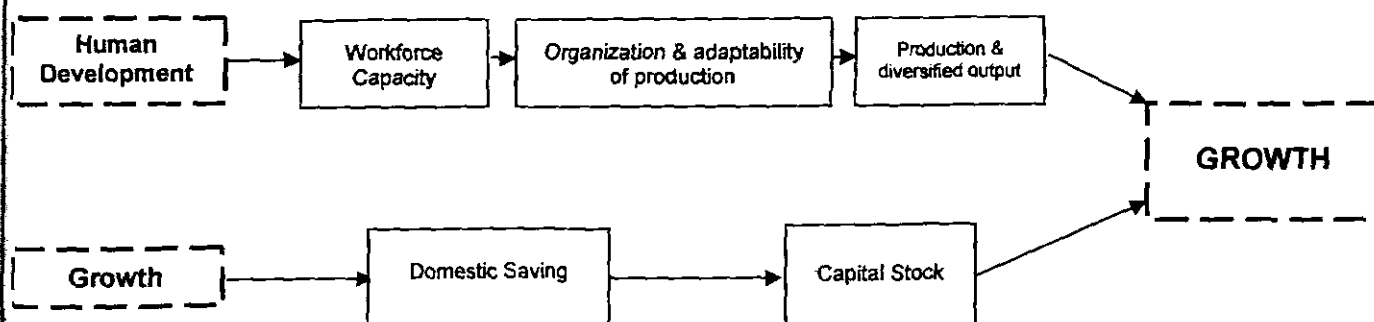 Human
Development
Workforce
Capacity
Organization & adaptability
of production
Production &
diversified output
GROWTH
Growth
Domestic Saving
Capital Stock